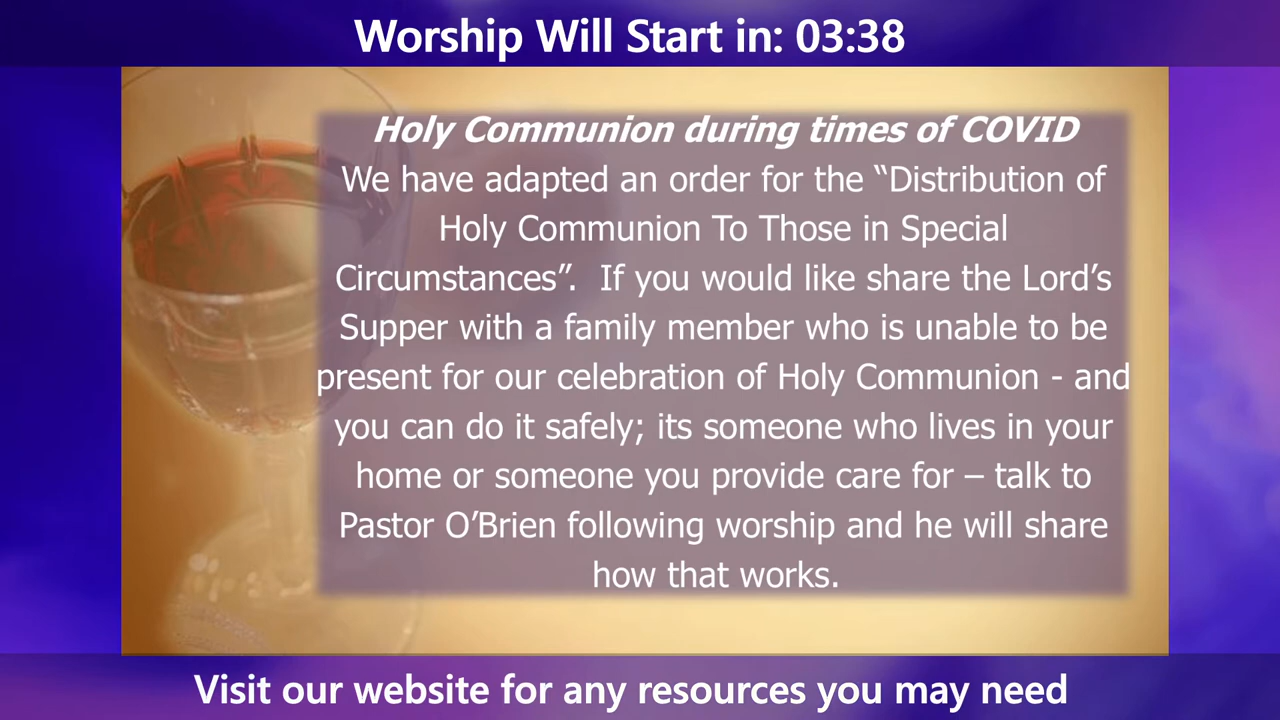 Worship Will Start in: 03:38
Holy Communion during times of COVID
We have adapted an order for the “Distribution of
Holy Communion To Those in Special
Circumstances”.  If you would like share the Lord’s
Supper with a family member who is unable to be
present for our celebration of Holy Communion - and
you can do it safely; its someone who lives in your
home or someone you provide care for – talk to
Pastor O’Brien following worship and he will share
how that works.
Visit our website for any resources you may need